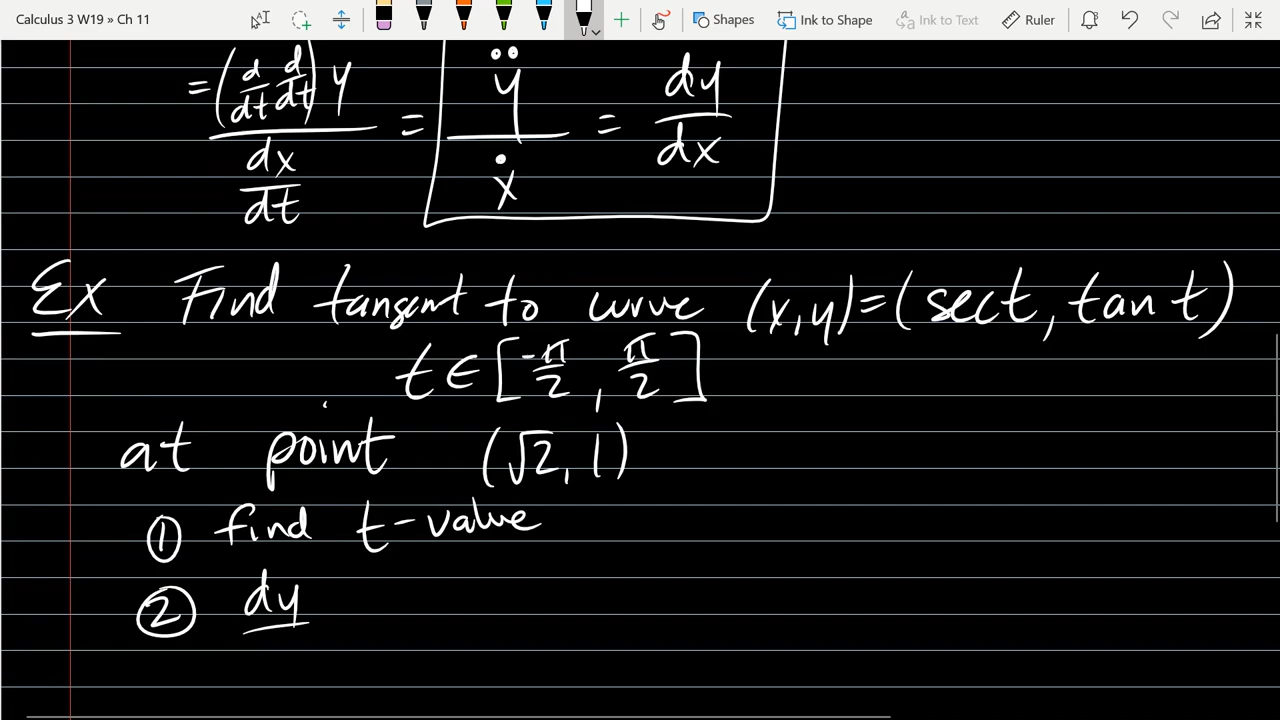 Calculus 3 W19 » Ch 11
Shapes
Ink to Shape
Ink to Text
Ruler
= (d/dt d/dt) y / (dx/dt) = ÿ / ẋ = dy/dx
Ex Find tangent to curve (x,y)=(sect, tan t)
t ∈ [-π/2, π/2]
at point (√2, 1)
① find t-value
② dy